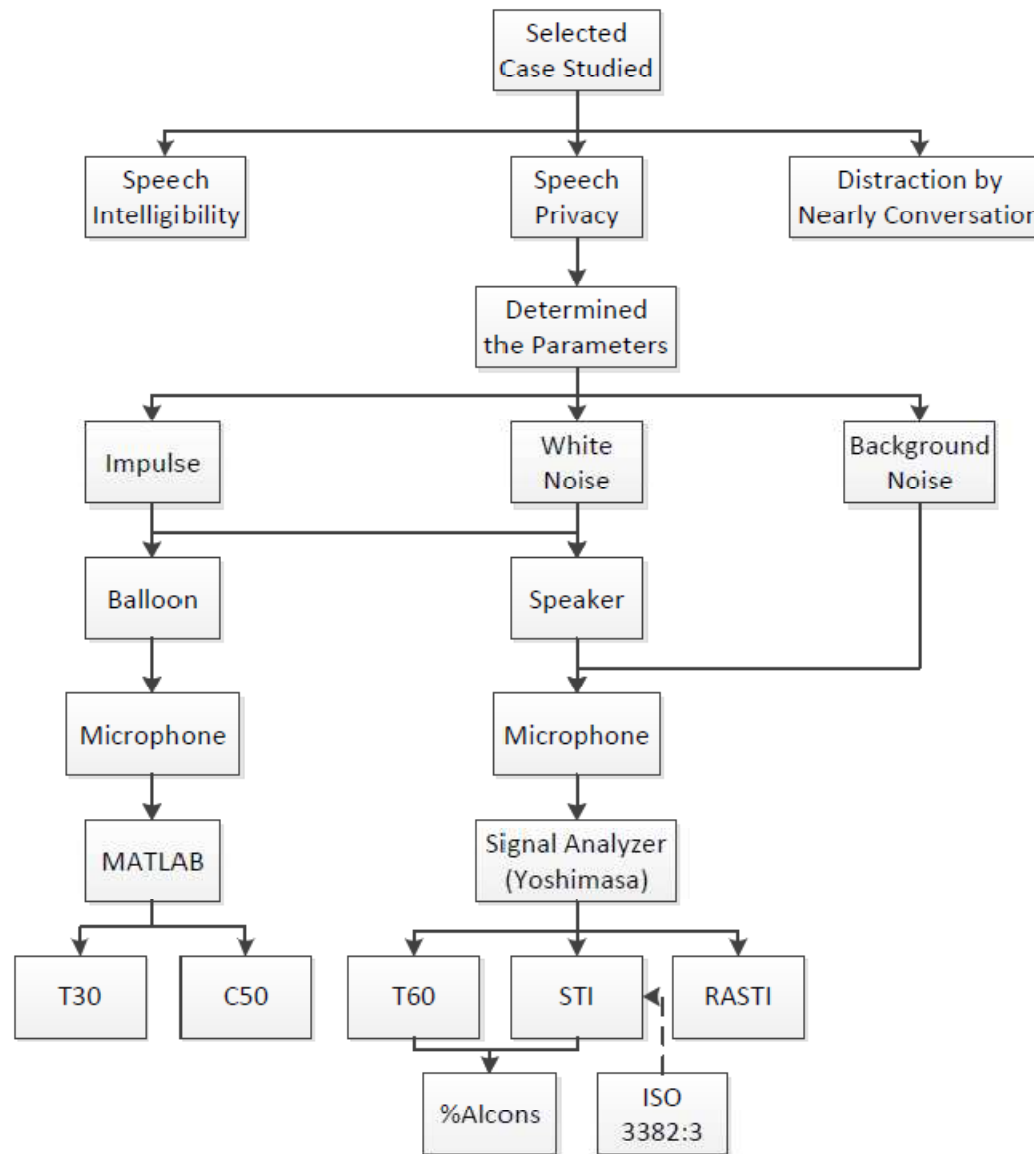 Selected
Case Studied
Speech
Intelligibility
Speech
Privacy
Distraction by
Nearly Conversation
Determined
the Parameters
Impulse
White
Noise
Background
Noise
Balloon
Speaker
Microphone
Microphone
MATLAB
Signal Analyzer
(Yoshimasa)
T30
C50
T60
STI
RASTI
%Alcons
ISO
3382:3